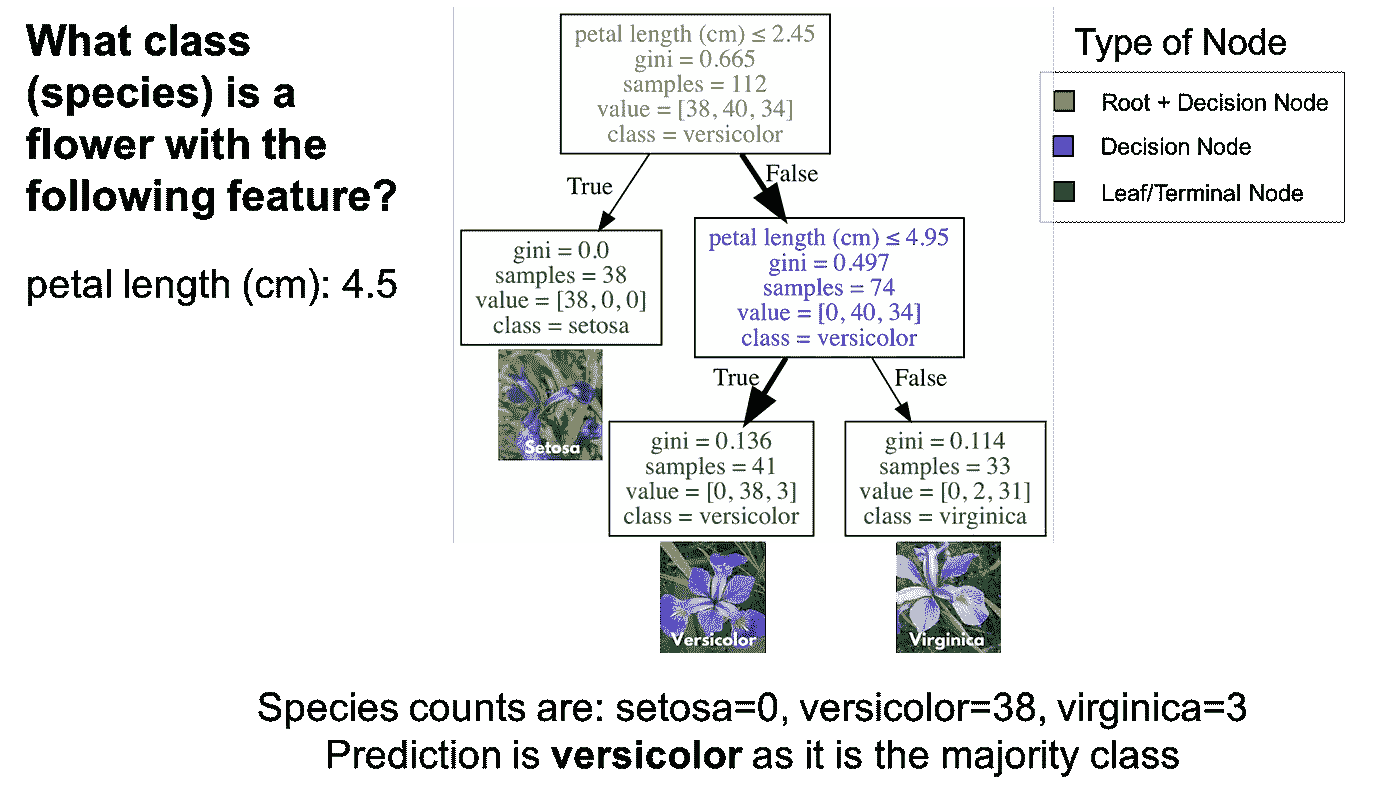 What class
(species) is a
flower with the
following feature?
petal length (cm): 4.5
petal length (cm) ≤ 2.45
gini = 0.665
samples = 112
value = [38, 40, 34]
class = versicolor
True
False
gini = 0.0
samples = 38
value = [38, 0, 0]
class = setosa
Setosa
petal length (cm) ≤ 4.95
gini = 0.497
samples = 74
value = [0, 40, 34]
class = versicolor
True
False
gini = 0.136
samples = 41
value = [0, 38, 3]
class = versicolor
Versicolor
gini = 0.114
samples = 33
value = [0, 2, 31]
class = virginica
Virginica
Type of Node
Root + Decision Node
Decision Node
Leaf/Terminal Node
Species counts are: setosa=0, versicolor=38, virginica=3
Prediction is versicolor as it is the majority class